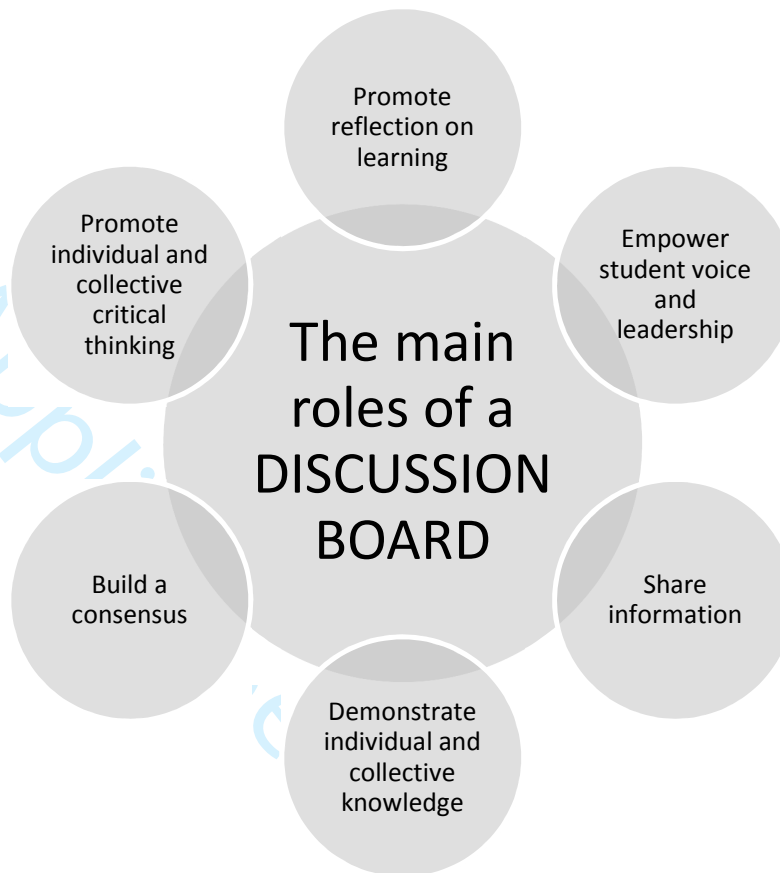 Promote
reflection on
learning
Promote
individual and
collective
critical
thinking
Empower
student voice
and
leadership
The main
roles of a
DISCUSSION
BOARD
Build a
consensus
Share
information
Demonstrate
individual and
collective
knowledge